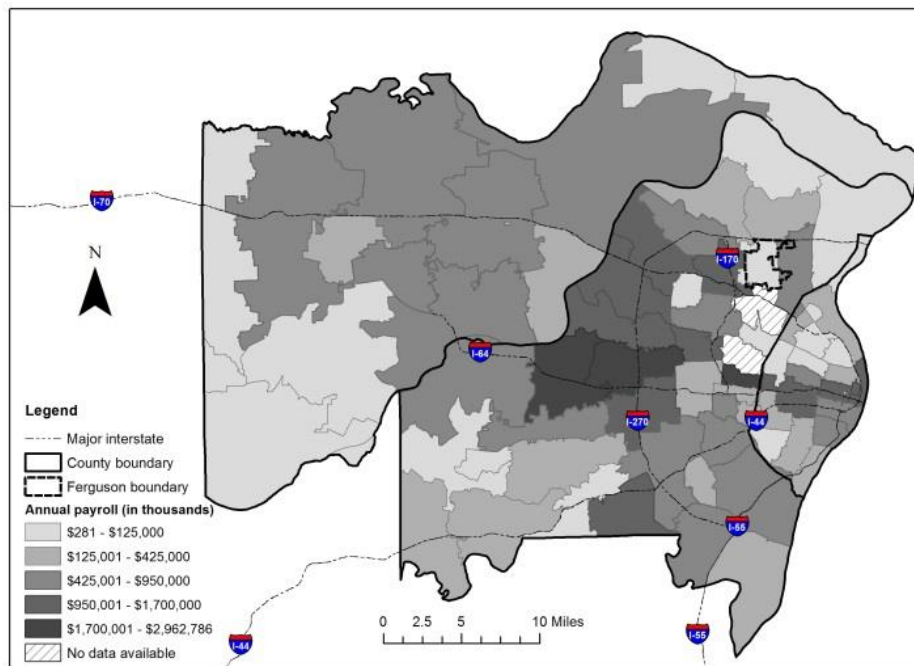 I-70
N
I-170
I-64
I-270
I-44
I-55
I-44
I-55
Legend
Major interstate
County boundary
Ferguson boundary
Annual payroll (in thousands)
$281 - $125,000
$125,001 - $425,000
$425,001 - $950,000
$950,001 - $1,700,000
$1,700,001 - $2,962,786
No data available
0 2.5 5 10 Miles